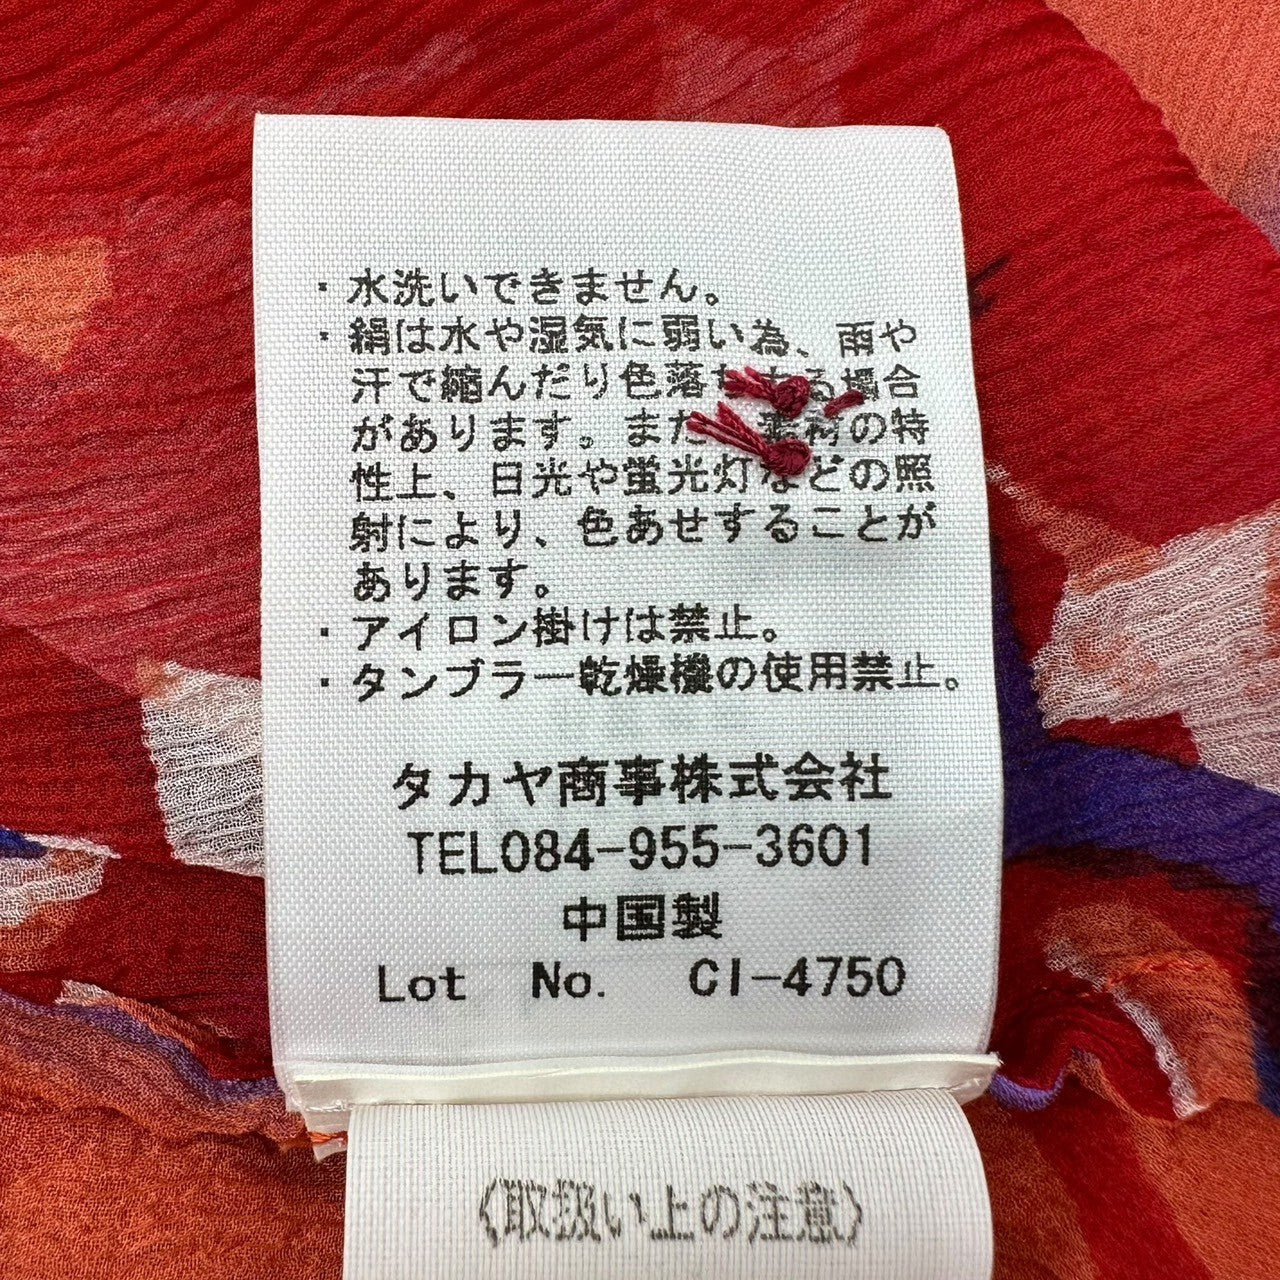 ・水洗いできません。
・絹は水や湿気に弱い為、雨や
汗で縮んだり色落ちする場合
があります。また、素材の特
性上、日光や蛍光灯などの照
射により、色あせすることが
あります。
・アイロン掛けは禁止。
・タンブラー乾燥機の使用禁止。
タカヤ商事株式会社
TEL084-955-3601
中国製
Lot No. CI-4750
《取扱い上の注意》